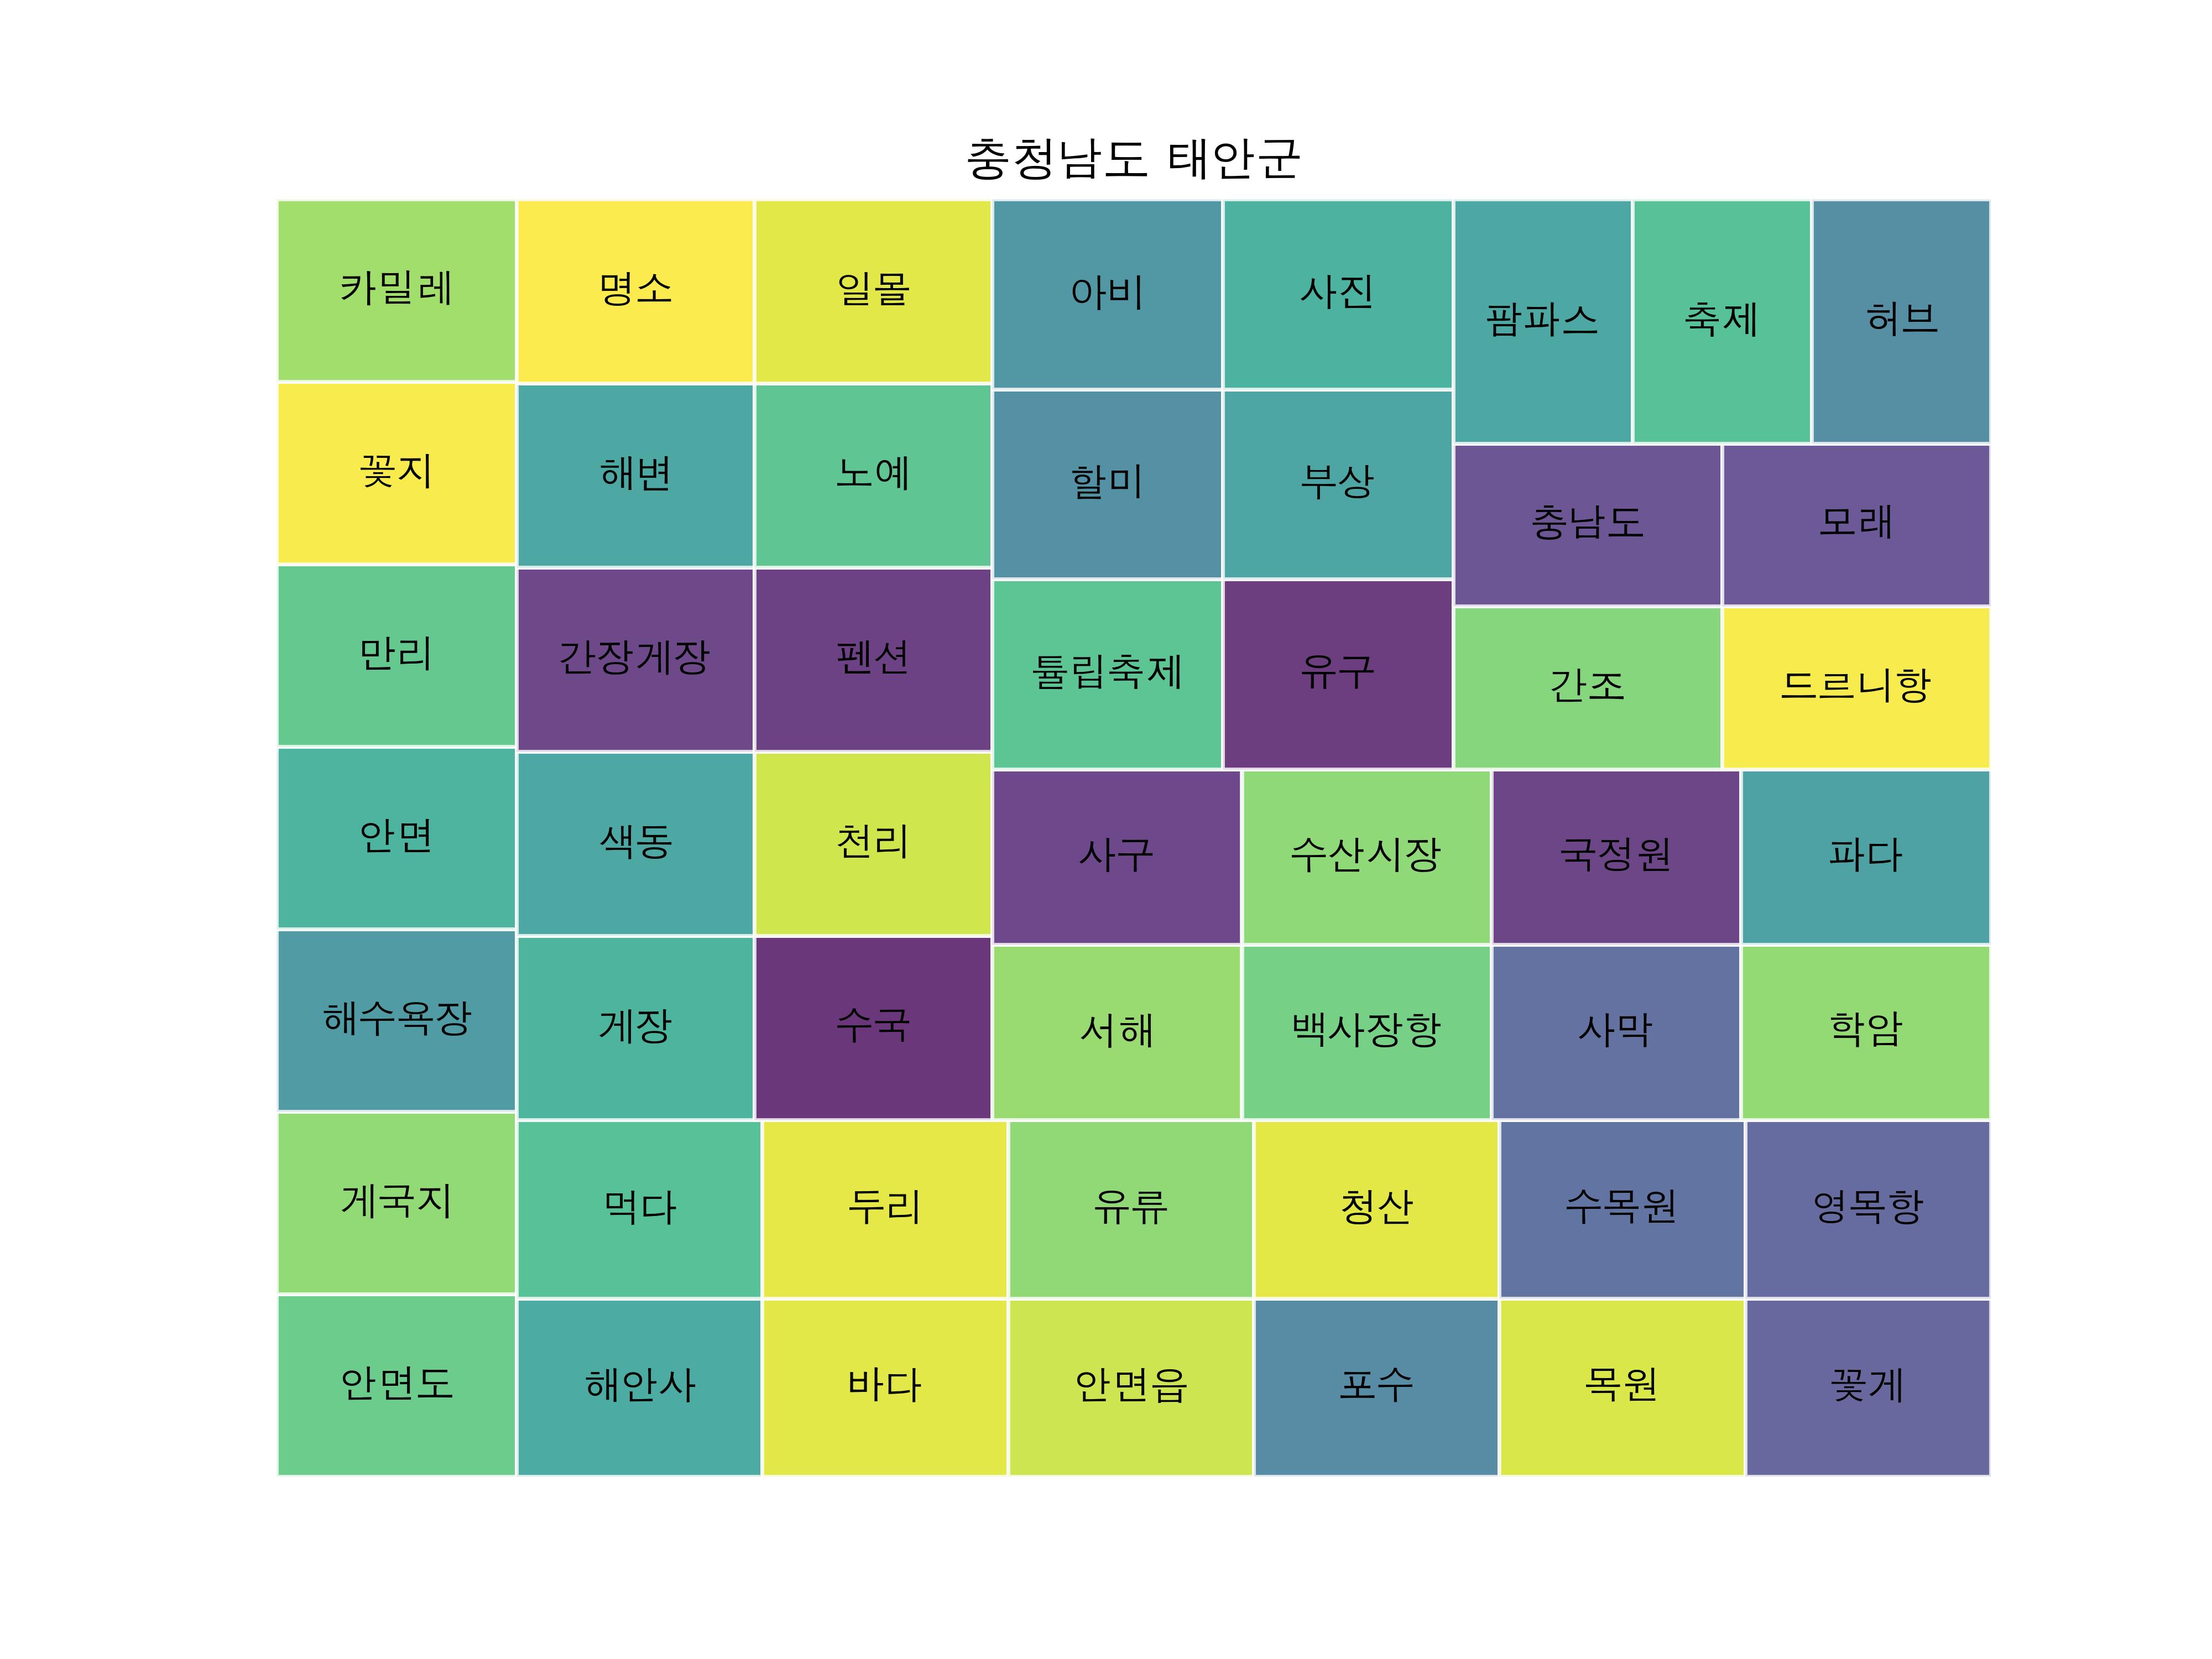 충청남도 태안군
카밀레
명소
일몰
아비
사진
팜파스
축제
허브
꽃지
해변
노예
할미
부상
충남도
모래
만리
간장게장
펜션
튤립축제
유구
간조
드르니항
안면
색동
천리
사구
수산시장
국정원
파다
해수욕장
게장
수국
서해
백사장항
사막
학암
게국지
먹다
두리
유류
청산
수목원
영목항
안면도
해안사
바다
안면읍
포수
목원
꽃게